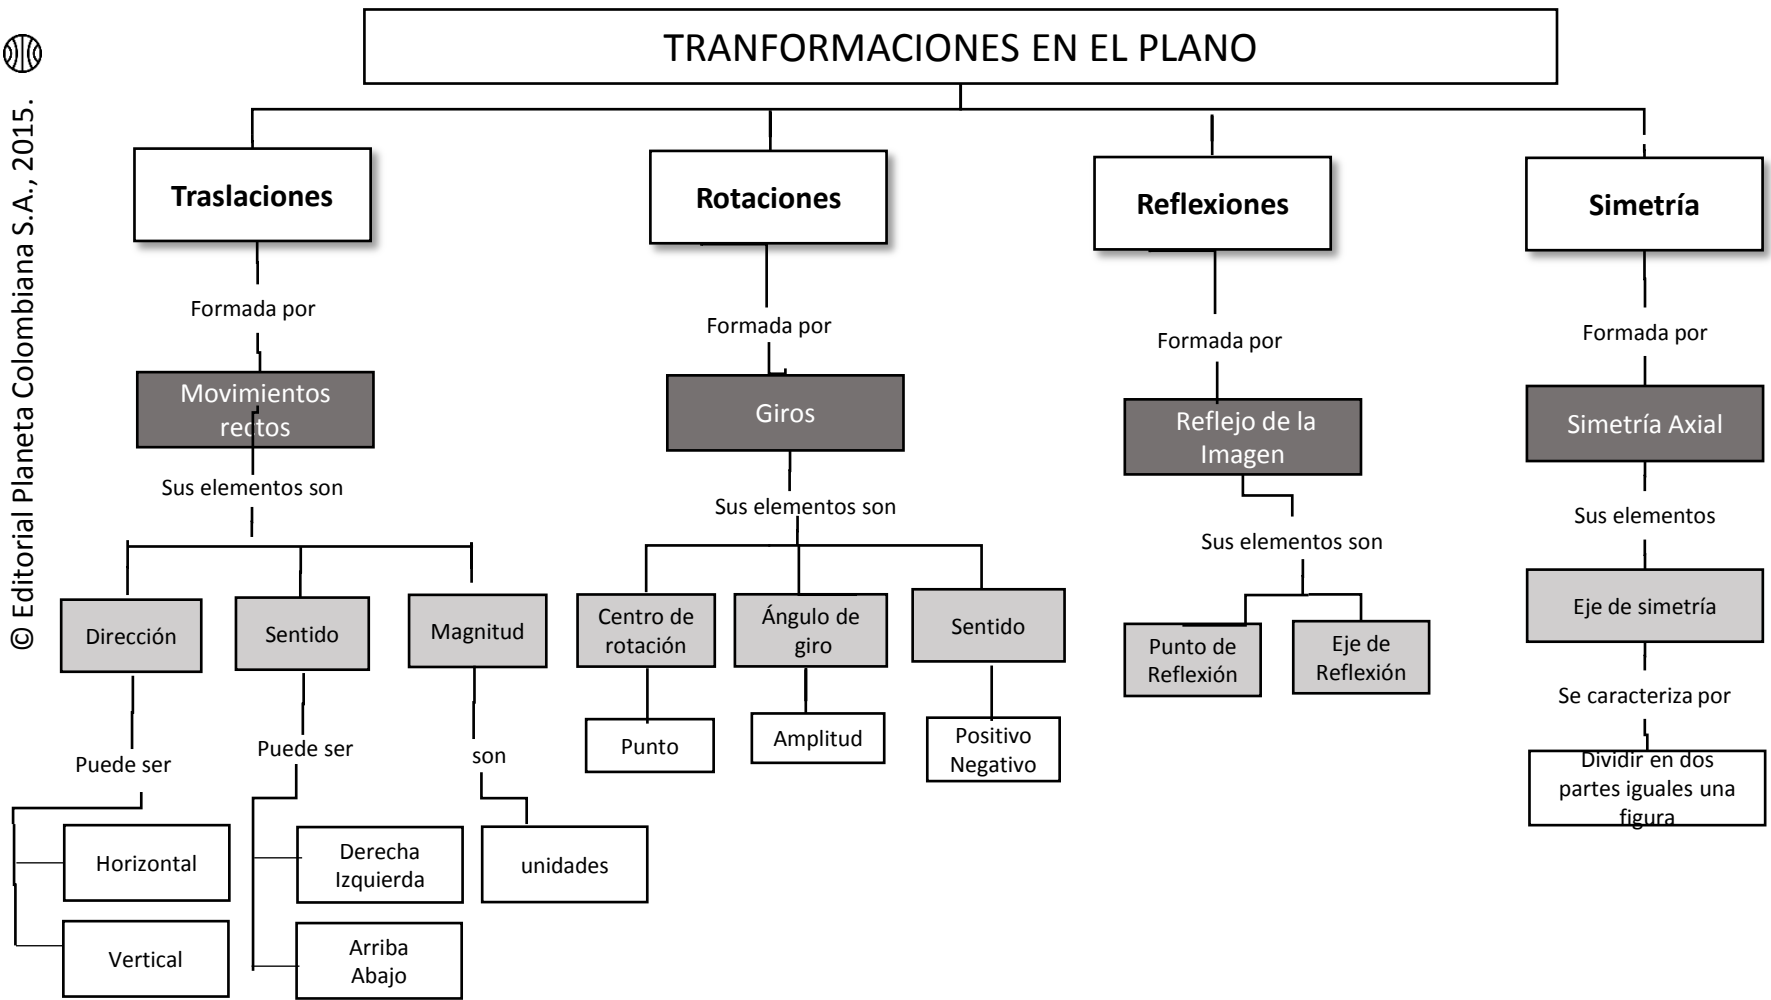 TRANFORMACIONES EN EL PLANO
© Editorial Planeta Colombiana S.A., 2015.
Traslaciones
Rotaciones
Reflexiones
Simetría
Formada por
Formada por
Formada por
Formada por
Movimientos
rectos
Giros
Reflejo de la
Imagen
Simetría Axial
Sus elementos son
Sus elementos son
Sus elementos son
Sus elementos
Dirección
Sentido
Magnitud
Centro de
rotación
Ángulo de
giro
Sentido
Punto de
Reflexión
Eje de
Reflexión
Eje de simetría
Puede ser
Puede ser
son
Punto
Amplitud
Positivo
Negativo
Se caracteriza por
Dividir en dos
partes iguales una
figura
Horizontal
Derecha
Izquierda
unidades
Vertical
Arriba
Abajo